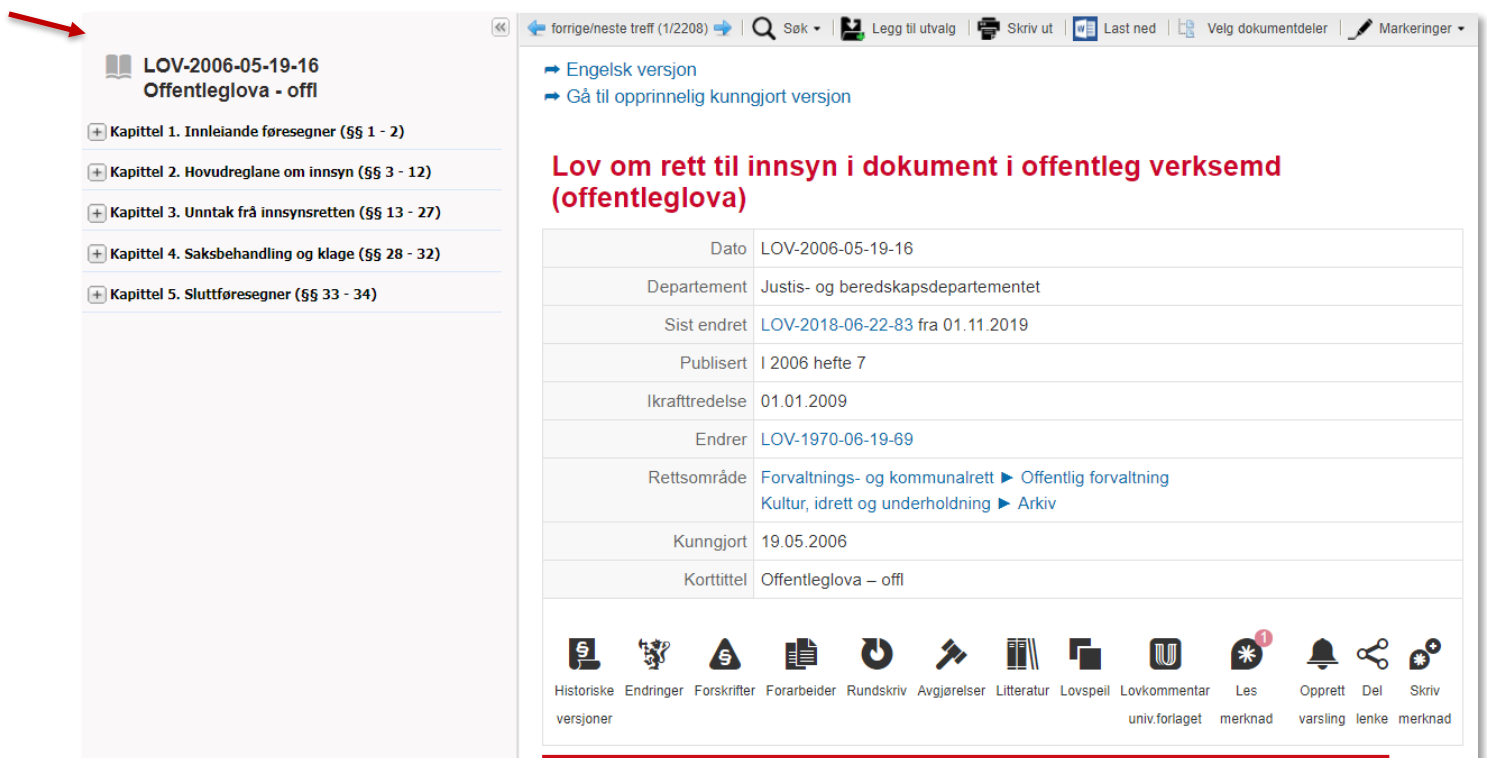 LOV-2006-05-19-16
Offentleglova - offl
Kapittel 1. Innleiande føresegner (§§ 1 - 2)
Kapittel 2. Hovudreglane om innsyn (§§ 3 - 12)
Kapittel 3. Unntak frå innsynsretten (§§ 13 - 27)
Kapittel 4. Saksbehandling og klage (§§ 28 - 32)
Kapittel 5. Sluttføresegner (§§ 33 - 34)
forrige/neste treff (1/2208) Søk Legg til utvalg Skriv ut Last ned Velg dokumentdeler Markeringer
Engelsk versjon
Gå til opprinnelig kunngjort versjon
Lov om rett til innsyn i dokument i offentleg verksemd
(offentleglova)
Dato LOV-2006-05-19-16
Departement Justis- og beredskapsdepartementet
Sist endret LOV-2018-06-22-83 fra 01.11.2019
Publisert I 2006 hefte 7
Ikrafttredelse 01.01.2009
Endrer LOV-1970-06-19-69
Rettsområde Forvaltnings- og kommunalrett ► Offentlig forvaltning
Kultur, idrett og underholdning ► Arkiv
Kunngjort 19.05.2006
Korttittel Offentleglova – offl
1
Historiske Endringer Forskrifter Forarbeider Rundskriv Avgjørelser Litteratur Lovspeil Lovkommentar Les Opprett Del Skriv
versjoner univ.forlaget merknad varsling lenke merknad